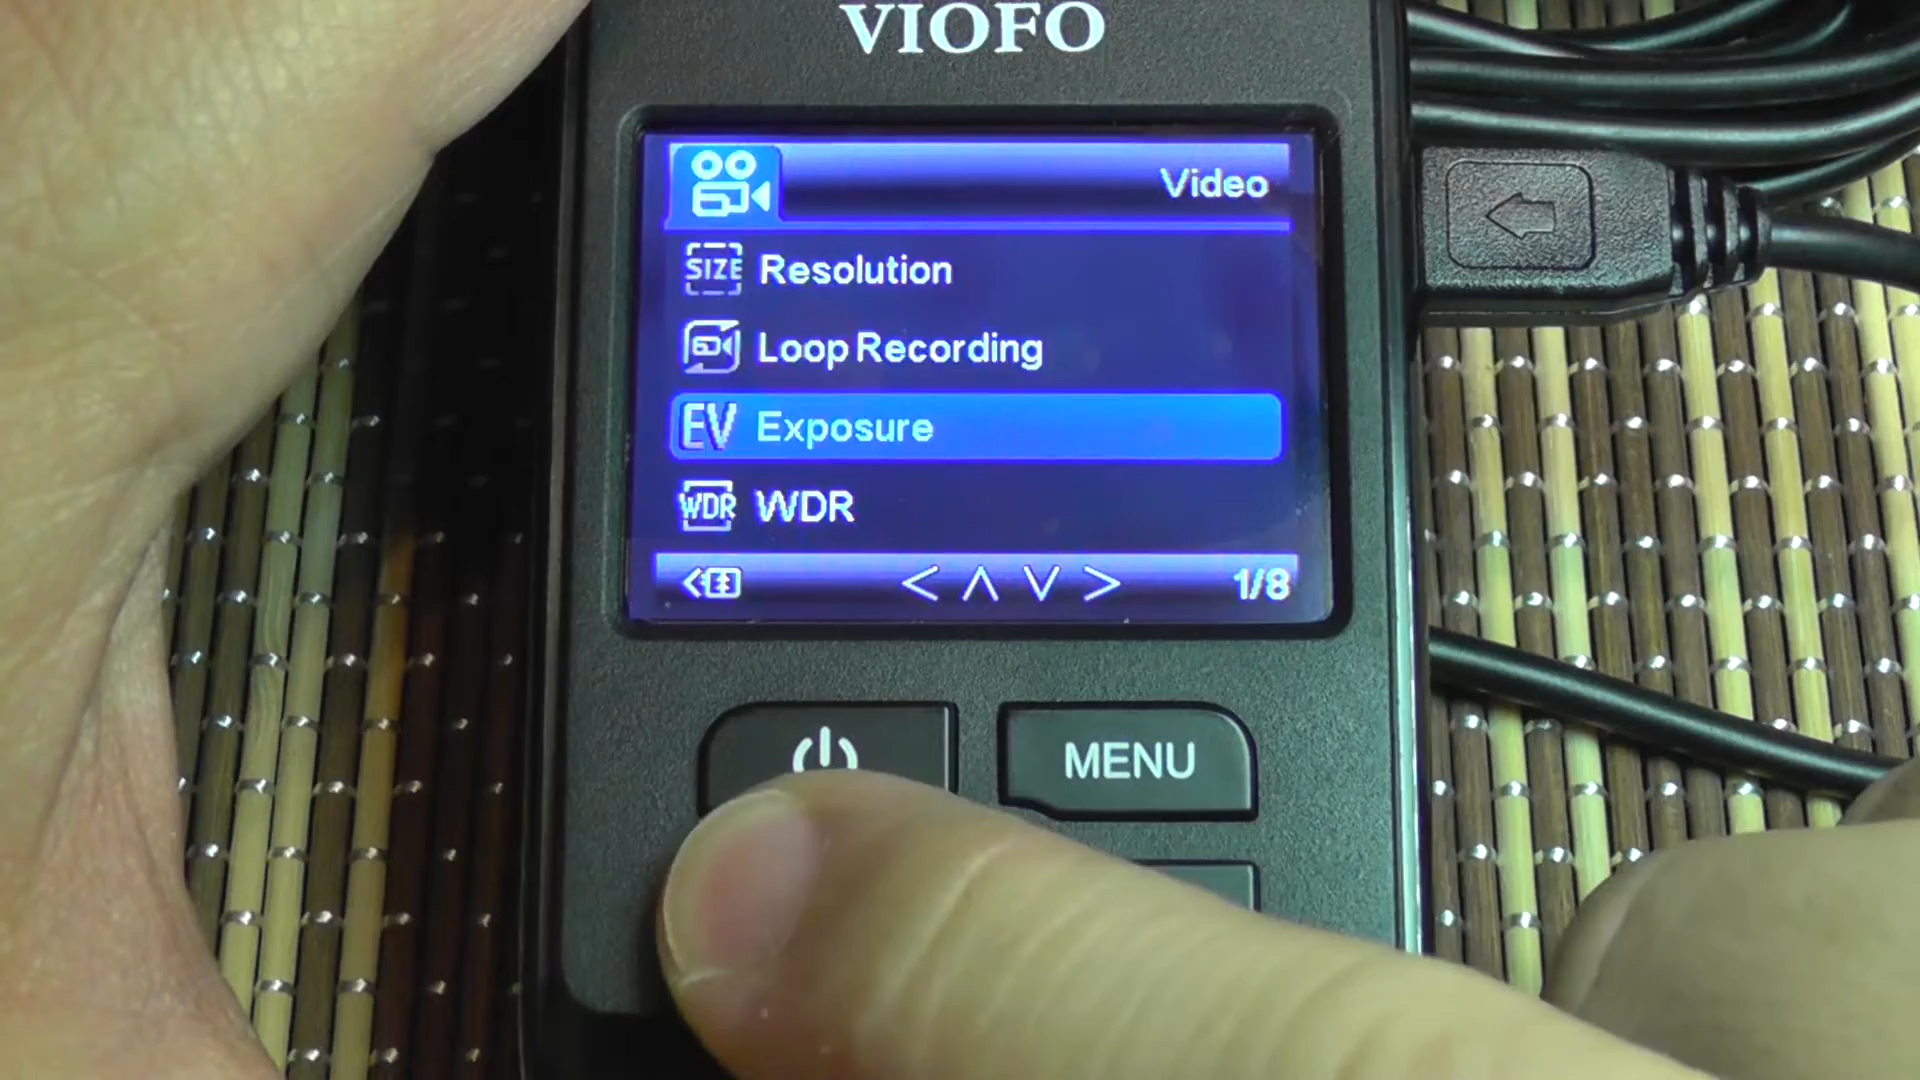 VIOFO
Video
SIZE Resolution
Loop Recording
EV Exposure
WDR WDR
< ∧ ∨ > 1/8
MENU